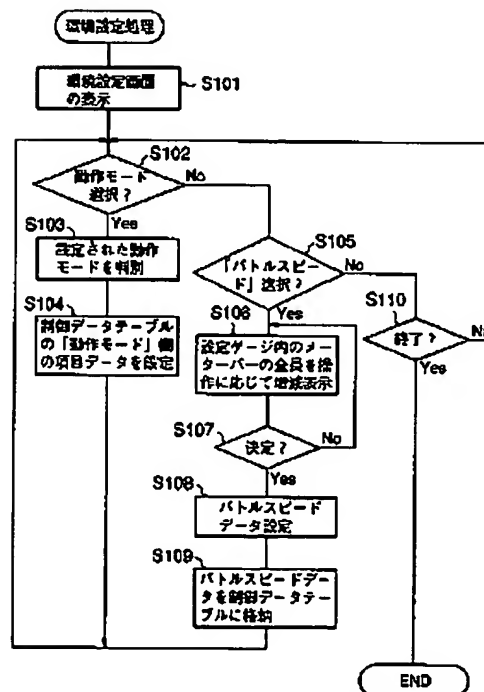 環境設定処理
環境設定画面
の表示
S101
S102
動作モード
選択?
No
Yes
S103
設定された動作
モードを判別
S104
制御データテーブル
の「動作モード」欄
の項目データを設定
S105
「バトルスピー
ド」選択?
No
Yes
S106
設定ゲージ内のメー
ターバーの全長を操
作に応じて増減表示
S107
決定?
No
Yes
S108
バトルスピード
データ設定
S109
バトルスピードデー
タを制御データテー
ブルに格納
S110
終了?
No
Yes
END